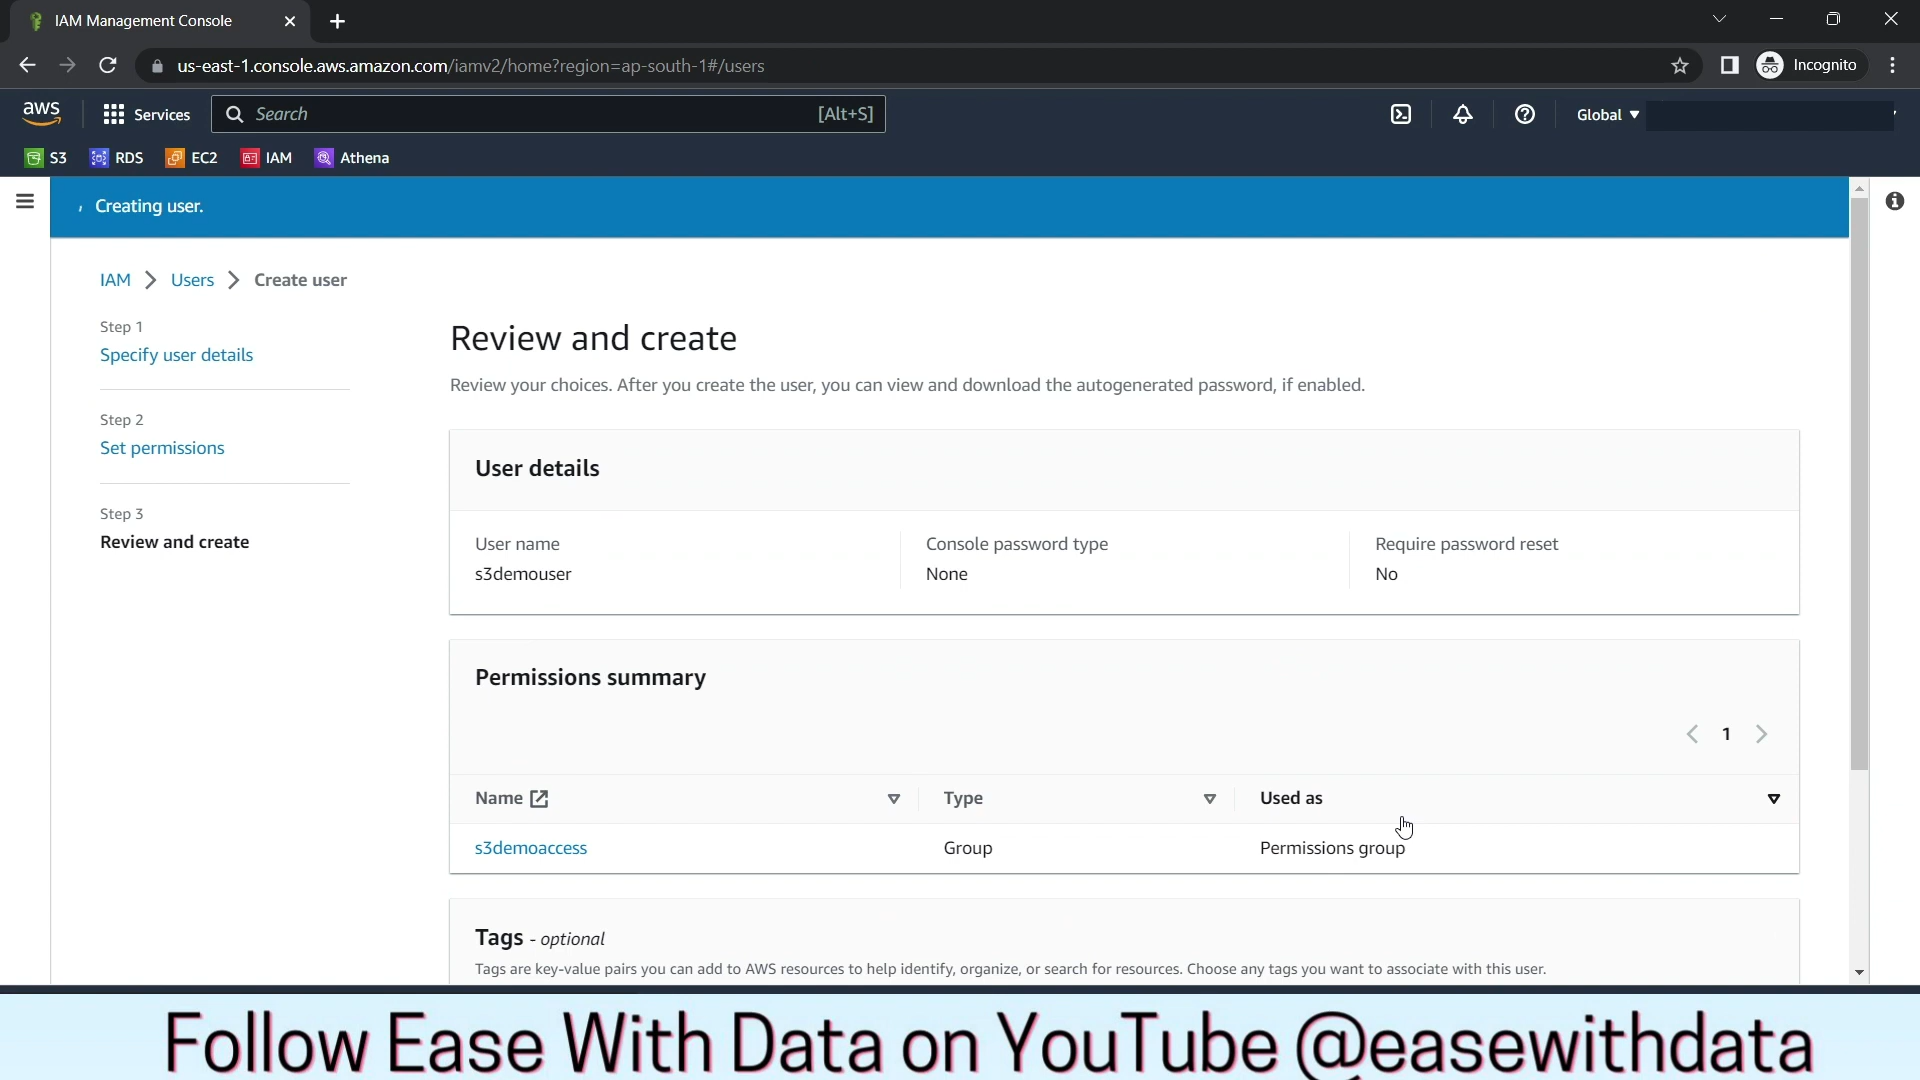 IAM Management Console
us-east-1.console.aws.amazon.com/iamv2/home?region=ap-south-1#/users
Incognito
aws
Services
Search
[Alt+S]
Global
S3
RDS
EC2
IAM
Athena
Creating user.
IAM
Users
Create user
Step 1
Specify user details
Step 2
Set permissions
Step 3
Review and create
Review and create
Review your choices. After you create the user, you can view and download the autogenerated password, if enabled.
User details
User name
s3demouser
Console password type
None
Require password reset
No
Permissions summary
1
Name
Type
Used as
s3demoaccess
Group
Permissions group
Tags - optional
Tags are key-value pairs you can add to AWS resources to help identify, organize, or search for resources. Choose any tags you want to associate with this user.
Follow Ease With Data on YouTube @easewithdata